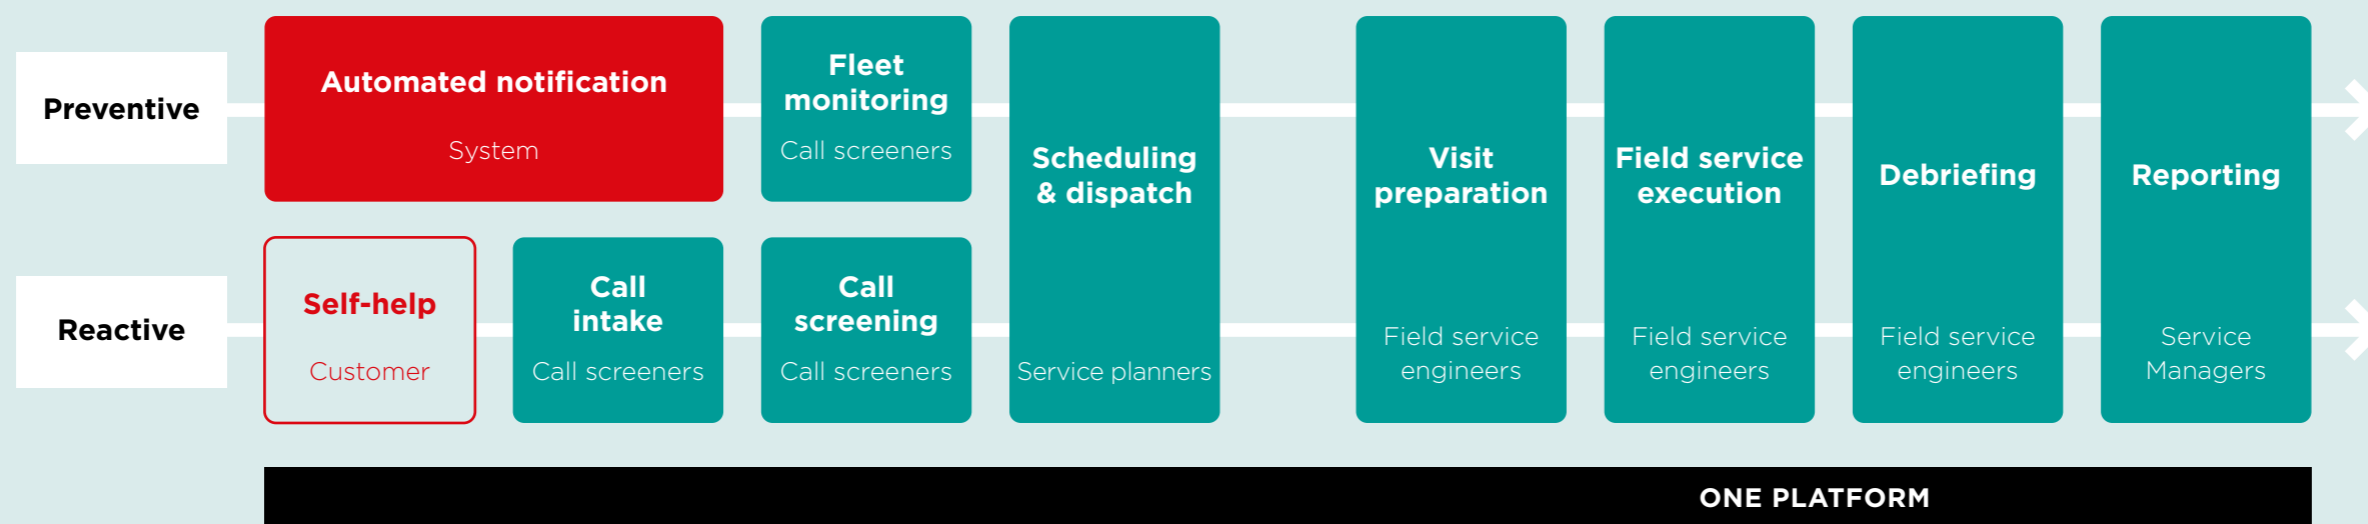 Preventive
Automated notification
System
Fleet
monitoring
Call screeners
Reactive
Self-help
Customer
Call
intake
Call screeners
Call
screening
Call screeners
Scheduling
& dispatch
Service planners
Visit
preparation
Field service
engineers
Field service
execution
Field service
engineers
Debriefing
Field service
engineers
Reporting
Service
Managers
ONE PLATFORM